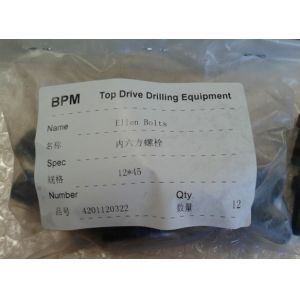 BPM Top Drive Drilling Equipment
Name Ellen Bolts
名称 内六方螺栓
Spec
规格 12*45
Number Qty
品号 4201120322 数量 12